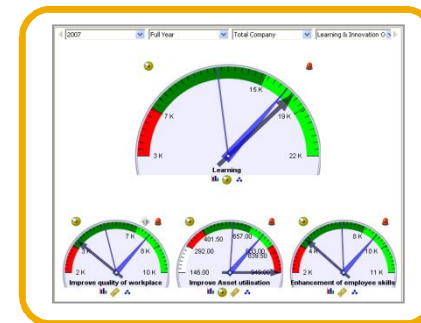 2007 Full Year Total Company Learning & Innovation O
15 K
7 K 19 K
3 K 22 K
Learning
7 K
8 K
2 K 10 K
Improve quality of workplace
657.00
401.50
292.00
145.00
Improve Asset utilisation
8 K
4 K 10 K
2 K 11 K
Enhancement of employee skills